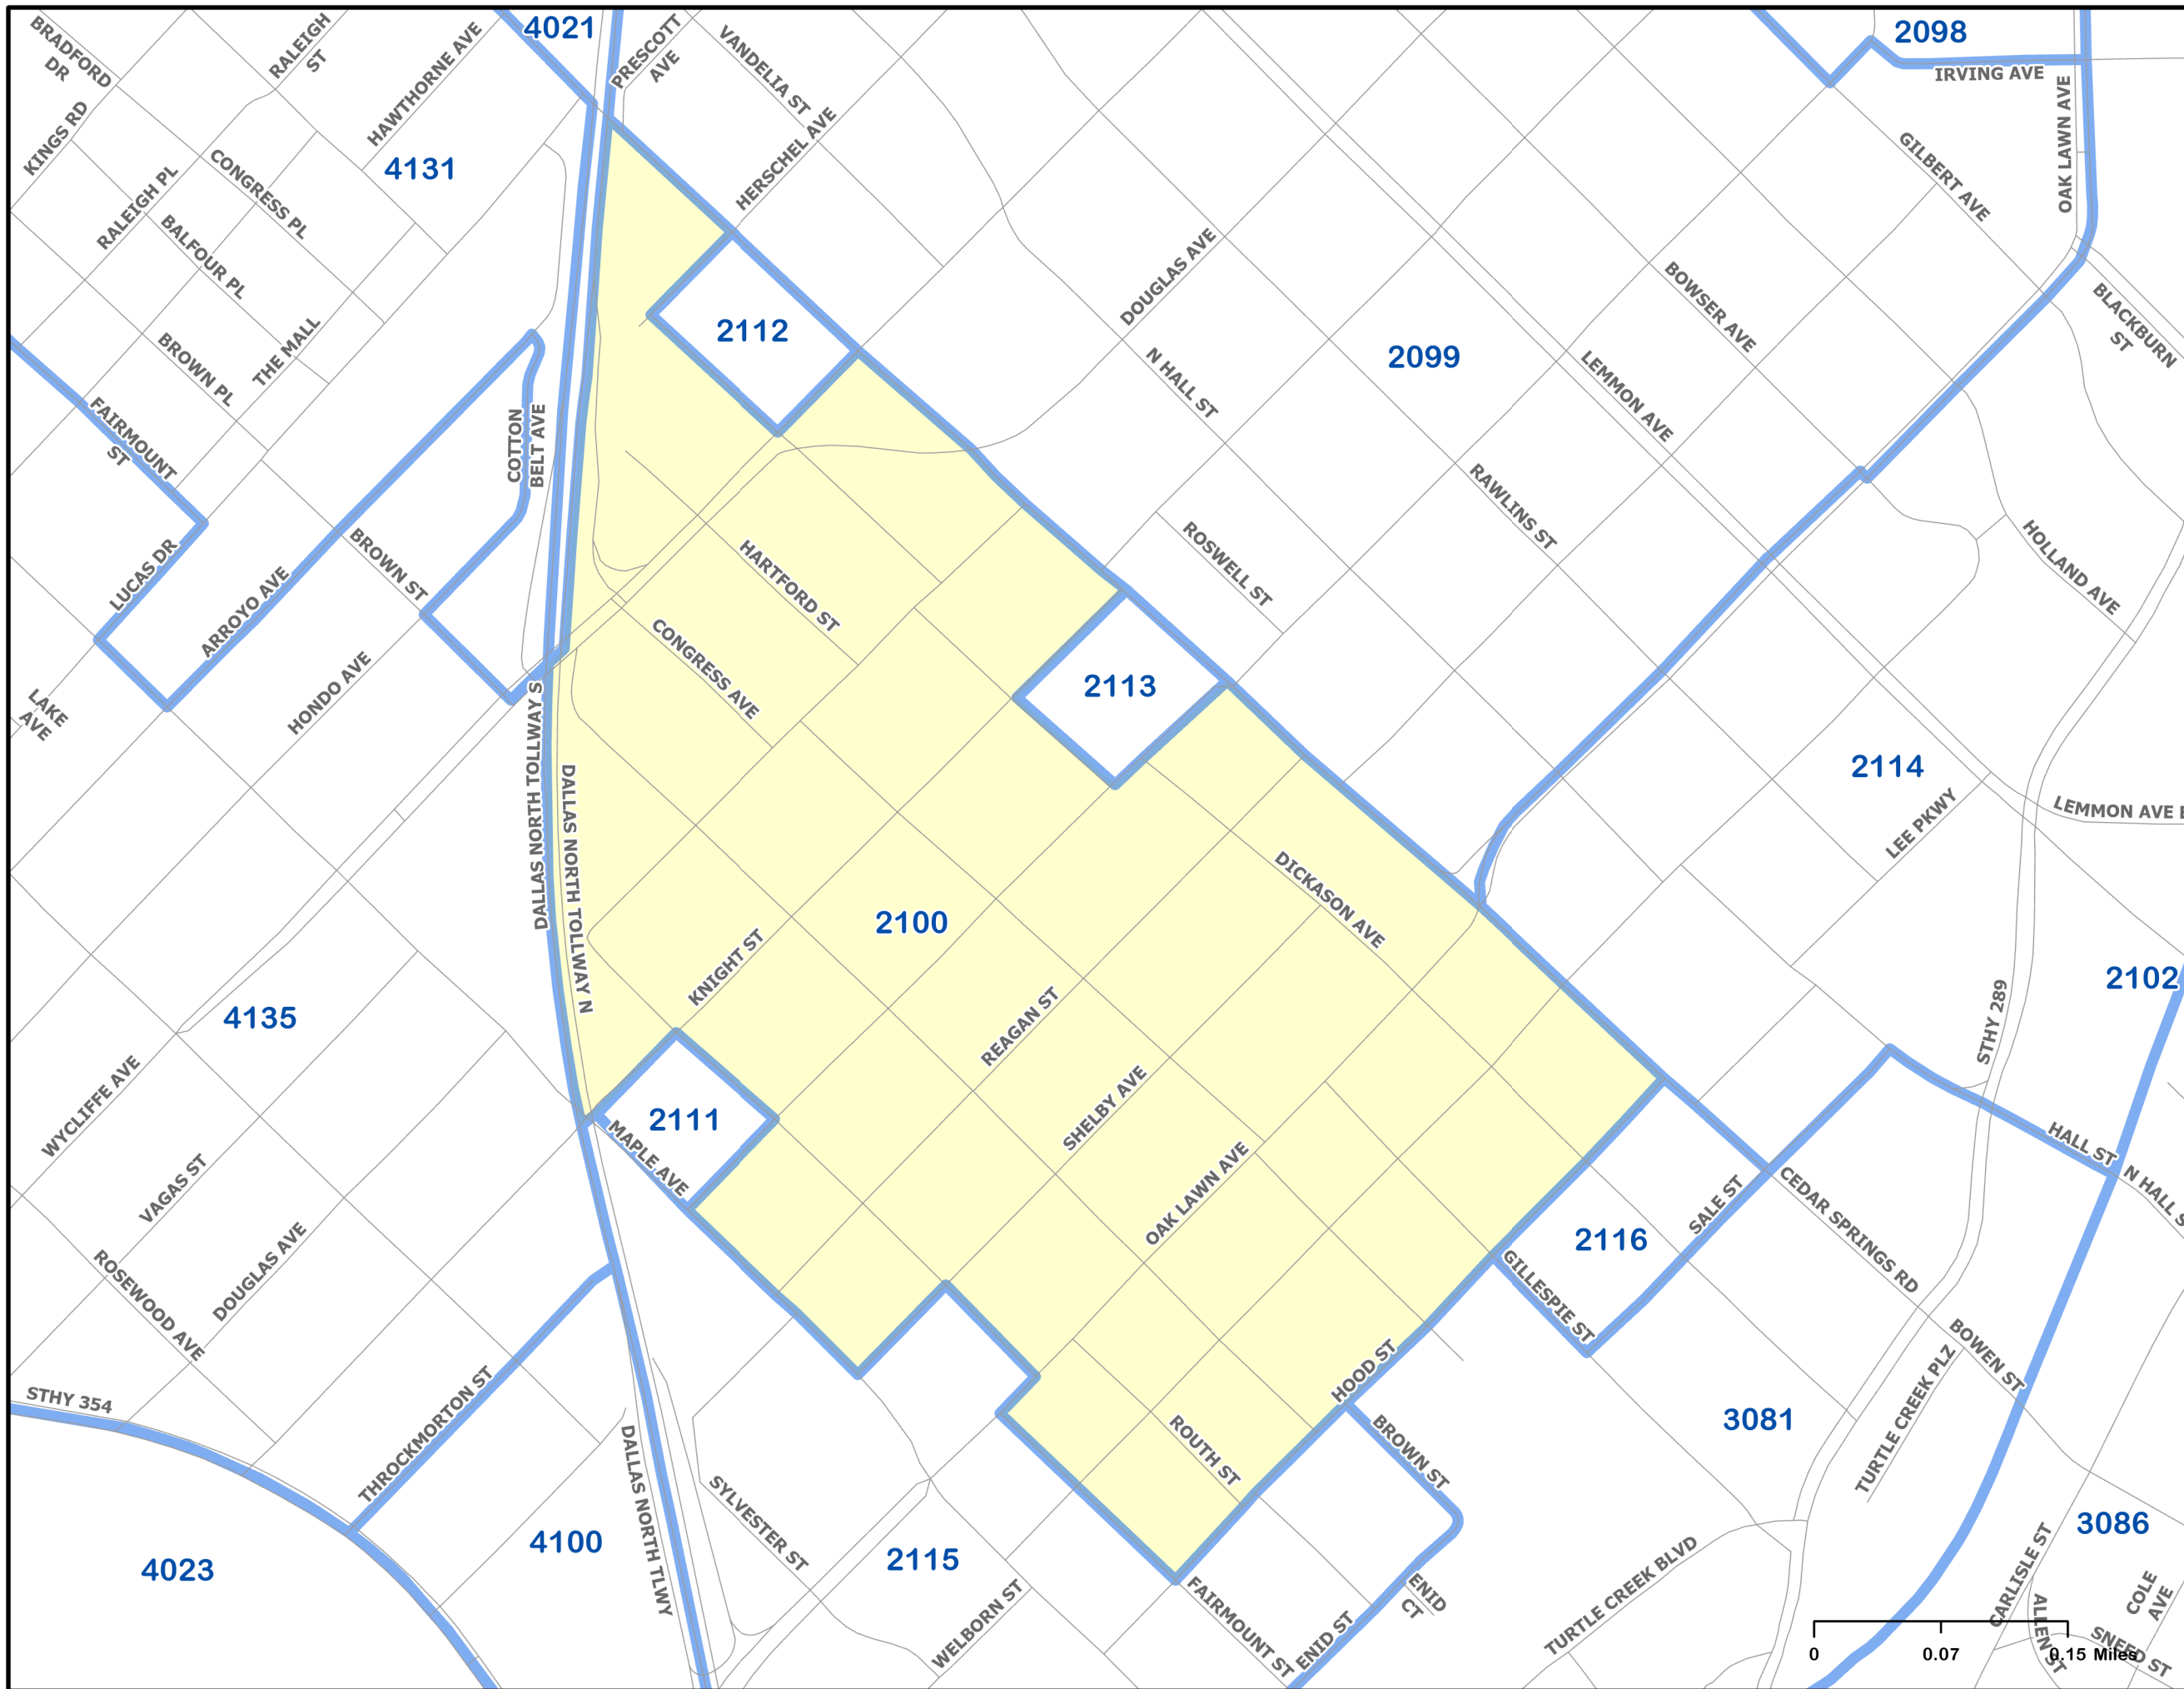 4021
2098
BRADFORD
DR
RALEIGH
ST
HAWTHORNE AVE
PRESCOTT
AVE
VANDELIA ST
IRVING AVE
OAK LAWN AVE
KINGS RD
4131
HERSCHEL AVE
GILBERT AVE
CONGRESS PL
RALEIGH PL
BALFOUR PL
DOUGLAS AVE
BOWSER AVE
BLACKBURN
ST
2112
2099
BROWN PL
THE MALL
N HALL ST
LEMMON AVE
FAIRMOUNT
ST
COTTON
BELT AVE
RAWLINS ST
ROSWELL ST
HOLLAND AVE
BROWN ST
LUCAS DR
HARTFORD ST
ARROYO AVE
CONGRESS AVE
HONDO AVE
LAKE
AVE
2113
DALLAS NORTH TOLLWAY S
DALLAS NORTH TOLLWAY N
2114
LEE PKWY
LEMMON AVE E
DICKASON AVE
2100
KNIGHT ST
2102
REAGAN ST
STHY 289
4135
WYCLIFFE AVE
2111
MAPLE AVE
SHELBY AVE
HALL ST
N HALL S
VAGAS ST
OAK LAWN AVE
SALE ST
CEDAR SPRINGS RD
2116
DOUGLAS AVE
ROSEWOOD AVE
GILLESPIE ST
BOWEN ST
HOOD ST
TURTLE CREEK PLZ
STHY 354
THROCKMORTON ST
3081
ROUTH ST
BROWN ST
DALLAS NORTH TLWY
SYLVESTER ST
3086
4100
2115
4023
TURTLE CREEK BLVD
CARLISLE ST
WELBORN ST
FAIRMOUNT ST
ENID
CT
ENID ST
ALLEN ST
COLE
AVE
SNEED ST
0
0.07
0.15 Miles